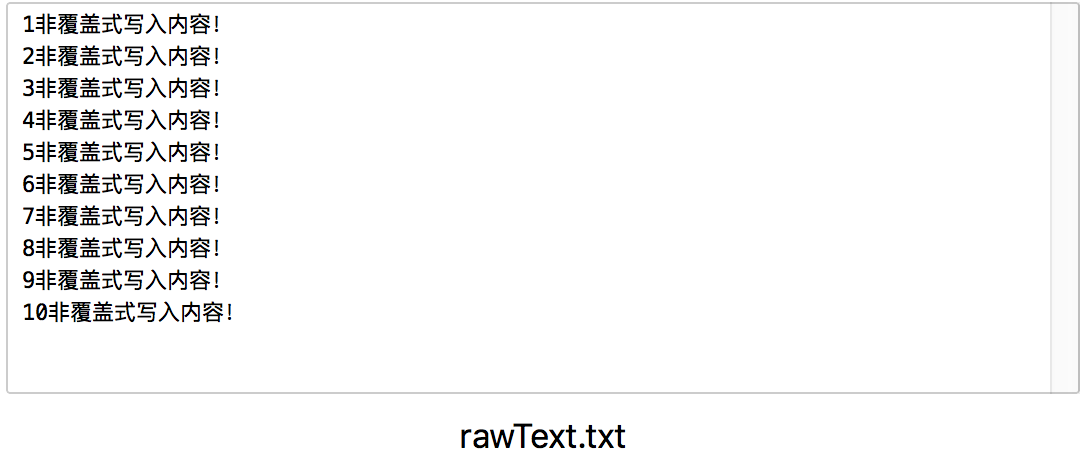 1非覆盖式写入内容!
2非覆盖式写入内容!
3非覆盖式写入内容!
4非覆盖式写入内容!
5非覆盖式写入内容!
6非覆盖式写入内容!
7非覆盖式写入内容!
8非覆盖式写入内容!
9非覆盖式写入内容!
10非覆盖式写入内容!
rawText.txt